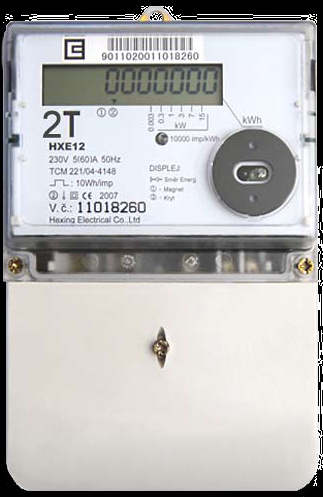 9011020011018260
0000000
① ②
0.003 0.3 1 3 7 15
kW
kWh
2T
10000 imp/kWh
HXE12
230V 5(60)A 50Hz
TCM 221/04-4148
:10Wh/imp
DISPLEJ
Směr Energ
① - Magnet
② - Kryt
2007
V. č.: 11018260
Hexing Electrical Co.,Ltd